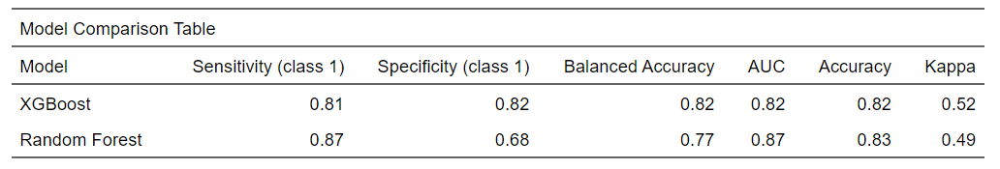 Model Comparison Table
Model Sensitivity (class 1) Specificity (class 1) Balanced Accuracy AUC Accuracy Kappa
XGBoost 0.81 0.82 0.82 0.82 0.82 0.52
Random Forest 0.87 0.68 0.77 0.87 0.83 0.49